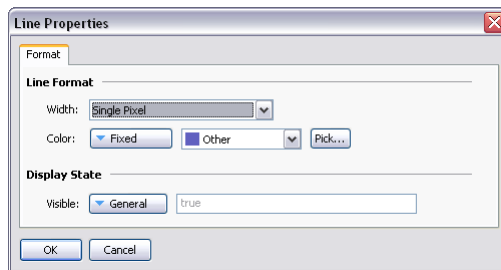 Line Properties
Format
Line Format
Width: Single Pixel
Color: Fixed Other Pick...
Display State
Visible: General true
OK Cancel